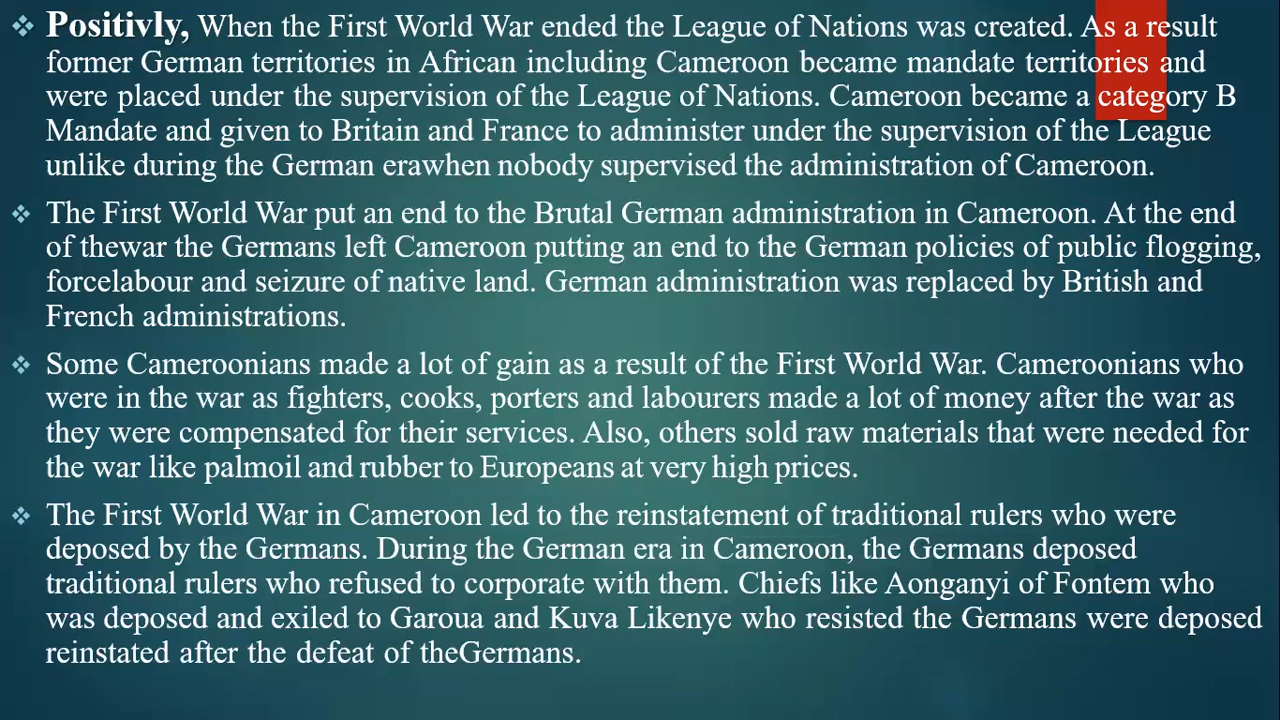 Positivly, When the First World War ended the League of Nations was created. As a result
former German territories in African including Cameroon became mandate territories and
were placed under the supervision of the League of Nations. Cameroon became a category B
Mandate and given to Britain and France to administer under the supervision of the League
unlike during the German erawhen nobody supervised the administration of Cameroon.
The First World War put an end to the Brutal German administration in Cameroon. At the end
of thewar the Germans left Cameroon putting an end to the German policies of public flogging,
forcelabour and seizure of native land. German administration was replaced by British and
French administrations.
Some Cameroonians made a lot of gain as a result of the First World War. Cameroonians who
were in the war as fighters, cooks, porters and labourers made a lot of money after the war as
they were compensated for their services. Also, others sold raw materials that were needed for
the war like palmoil and rubber to Europeans at very high prices.
The First World War in Cameroon led to the reinstatement of traditional rulers who were
deposed by the Germans. During the German era in Cameroon, the Germans deposed
traditional rulers who refused to corporate with them. Chiefs like Aonganyi of Fontem who
was deposed and exiled to Garoua and Kuva Likenye who resisted the Germans were deposed
reinstated after the defeat of theGermans.